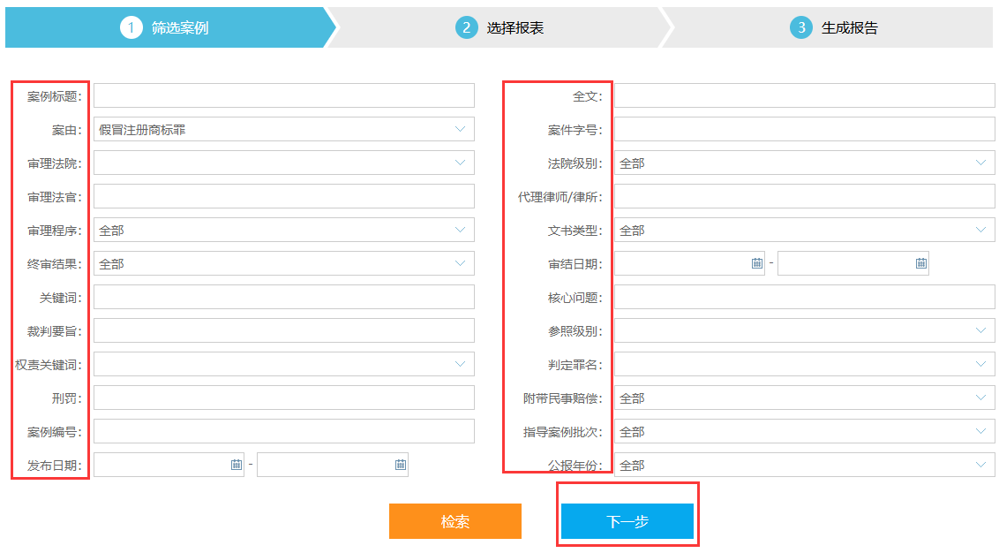 1 筛选案例 2 选择报表 3 生成报告
案例标题: 全文:
案由: 假冒注册商标罪 案件字号:
审理法院: 法院级别: 全部
审理法官: 代理律师/律所:
审理程序: 全部 文书类型: 全部
终审结果: 全部 审结日期: -
关键词: 核心问题:
裁判要旨: 参照级别:
权责关键词: 判定罪名:
刑罚: 附带民事赔偿: 全部
案例编号: 指导案例批次: 全部
发布日期: - 公报年份: 全部
检索 下一步